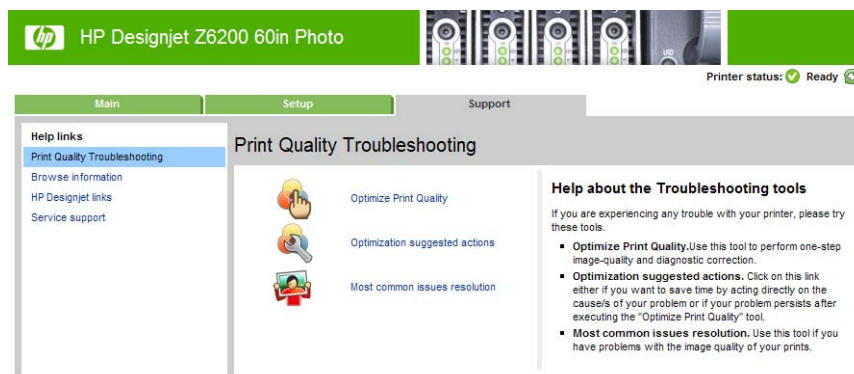 hp
HP Designjet Z6200 60in Photo
UID
Printer status: Ready
Main
Setup
Support
Help links
Print Quality Troubleshooting
Browse information
HP Designjet links
Service support
Print Quality Troubleshooting
Optimize Print Quality
Optimization suggested actions
Most common issues resolution
Help about the Troubleshooting tools
If you are experiencing any trouble with your printer, please try
these tools.
Optimize Print Quality.Use this tool to perform one-step
image-quality and diagnostic correction.
Optimization suggested actions. Click on this link
either if you want to save time by acting directly on the
cause/s of your problem or if your problem persists after
executing the "Optimize Print Quality" tool.
Most common issues resolution. Use this tool if you
have problems with the image quality of your prints.